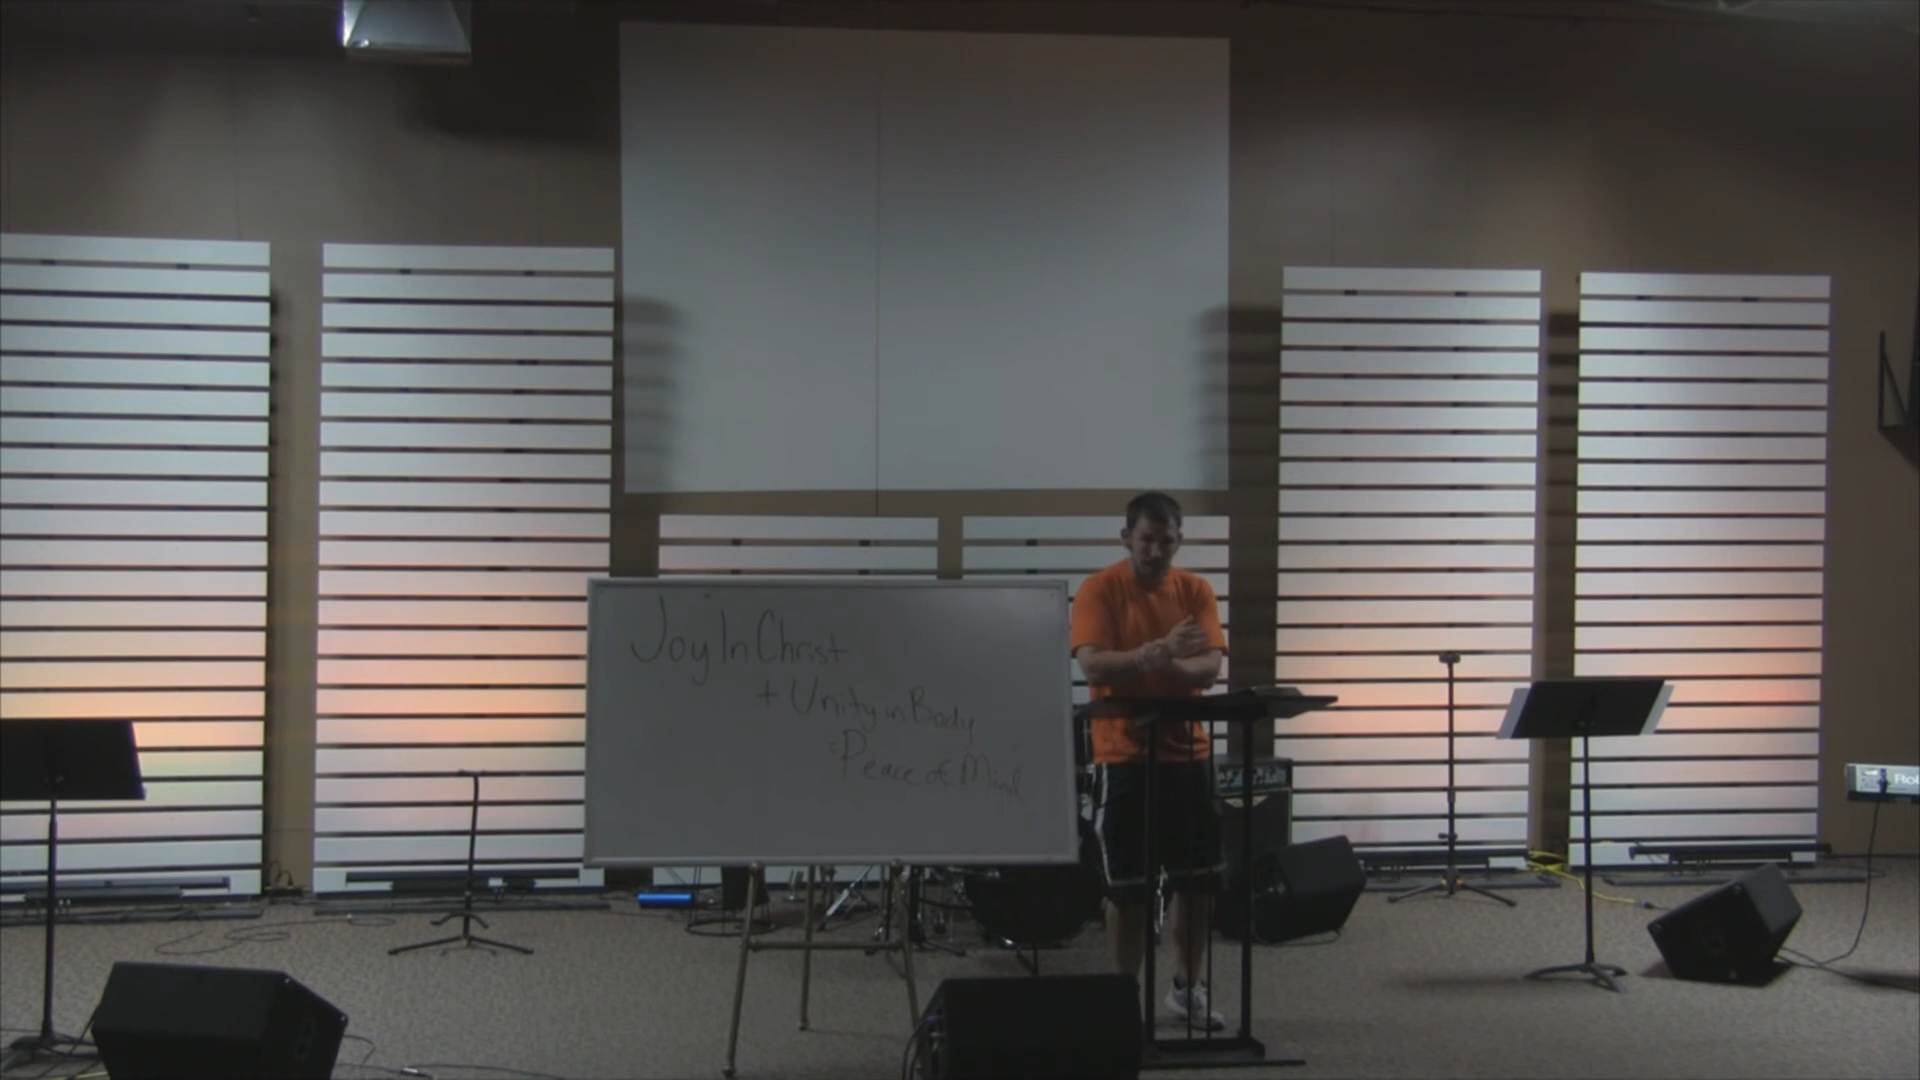 Joy In Christ
+ Unity in Body
= Peace of Mind